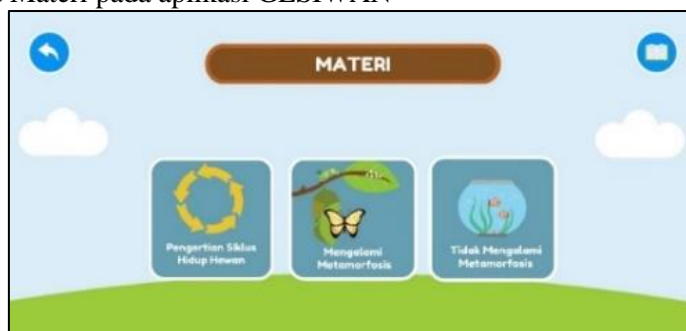 Materi pada aplikasi GESIWAN
MATERI
Pengertian Siklus
Hidup Hewan
Mengalami
Metamorfosis
Tidak Mengalami
Metamorfosis